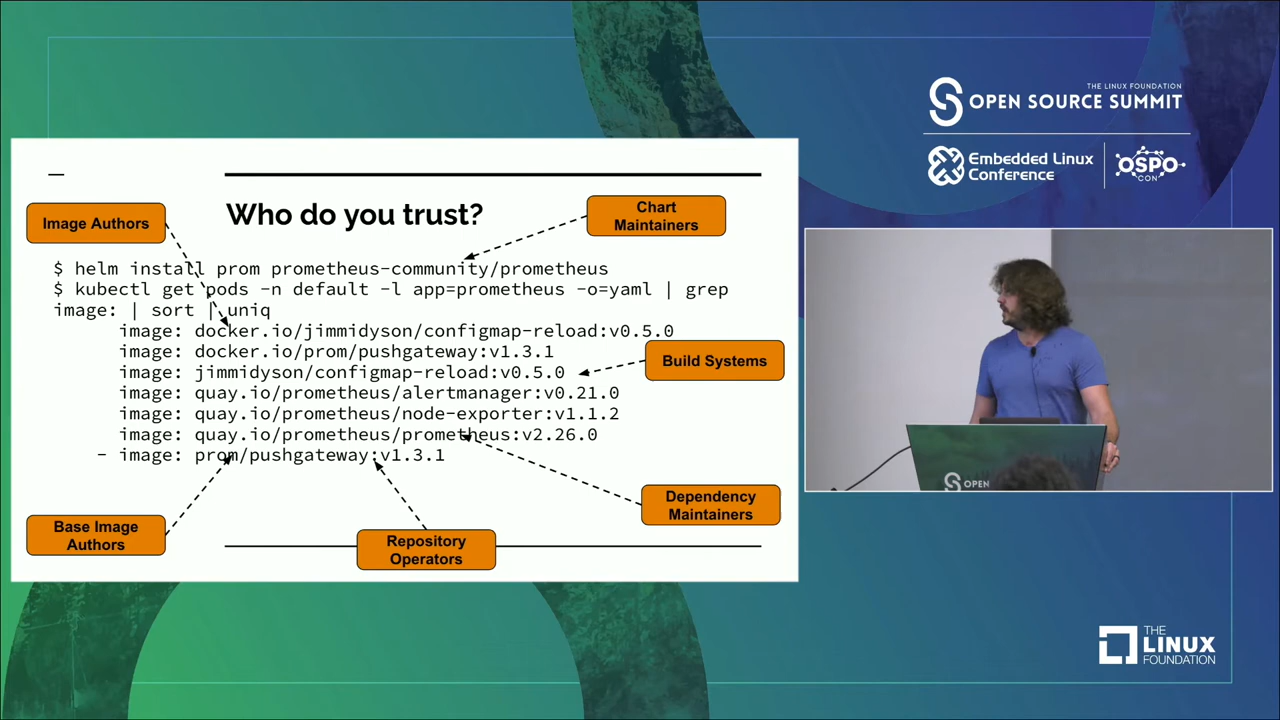 THE LINUX FOUNDATION
OPEN SOURCE SUMMIT
Embedded Linux
Conference
OSPO
CON
Who do you trust?
Image Authors
Chart
Maintainers
$ helm install prom prometheus-community/prometheus
$ kubectl get pods -n default -l app=prometheus -o=yaml | grep
image: | sort | uniq
image: docker.io/jimmidyson/configmap-reload:v0.5.0
image: docker.io/prom/pushgateway:v1.3.1
image: jimmidyson/configmap-reload:v0.5.0
image: quay.io/prometheus/alertmanager:v0.21.0
image: quay.io/prometheus/node-exporter:v1.1.2
image: quay.io/prometheus/prometheus:v2.26.0
- image: prom/pushgateway:v1.3.1
Build Systems
Dependency
Maintainers
Base Image
Authors
Repository
Operators
OPEN
THE
LINUX
FOUNDATION